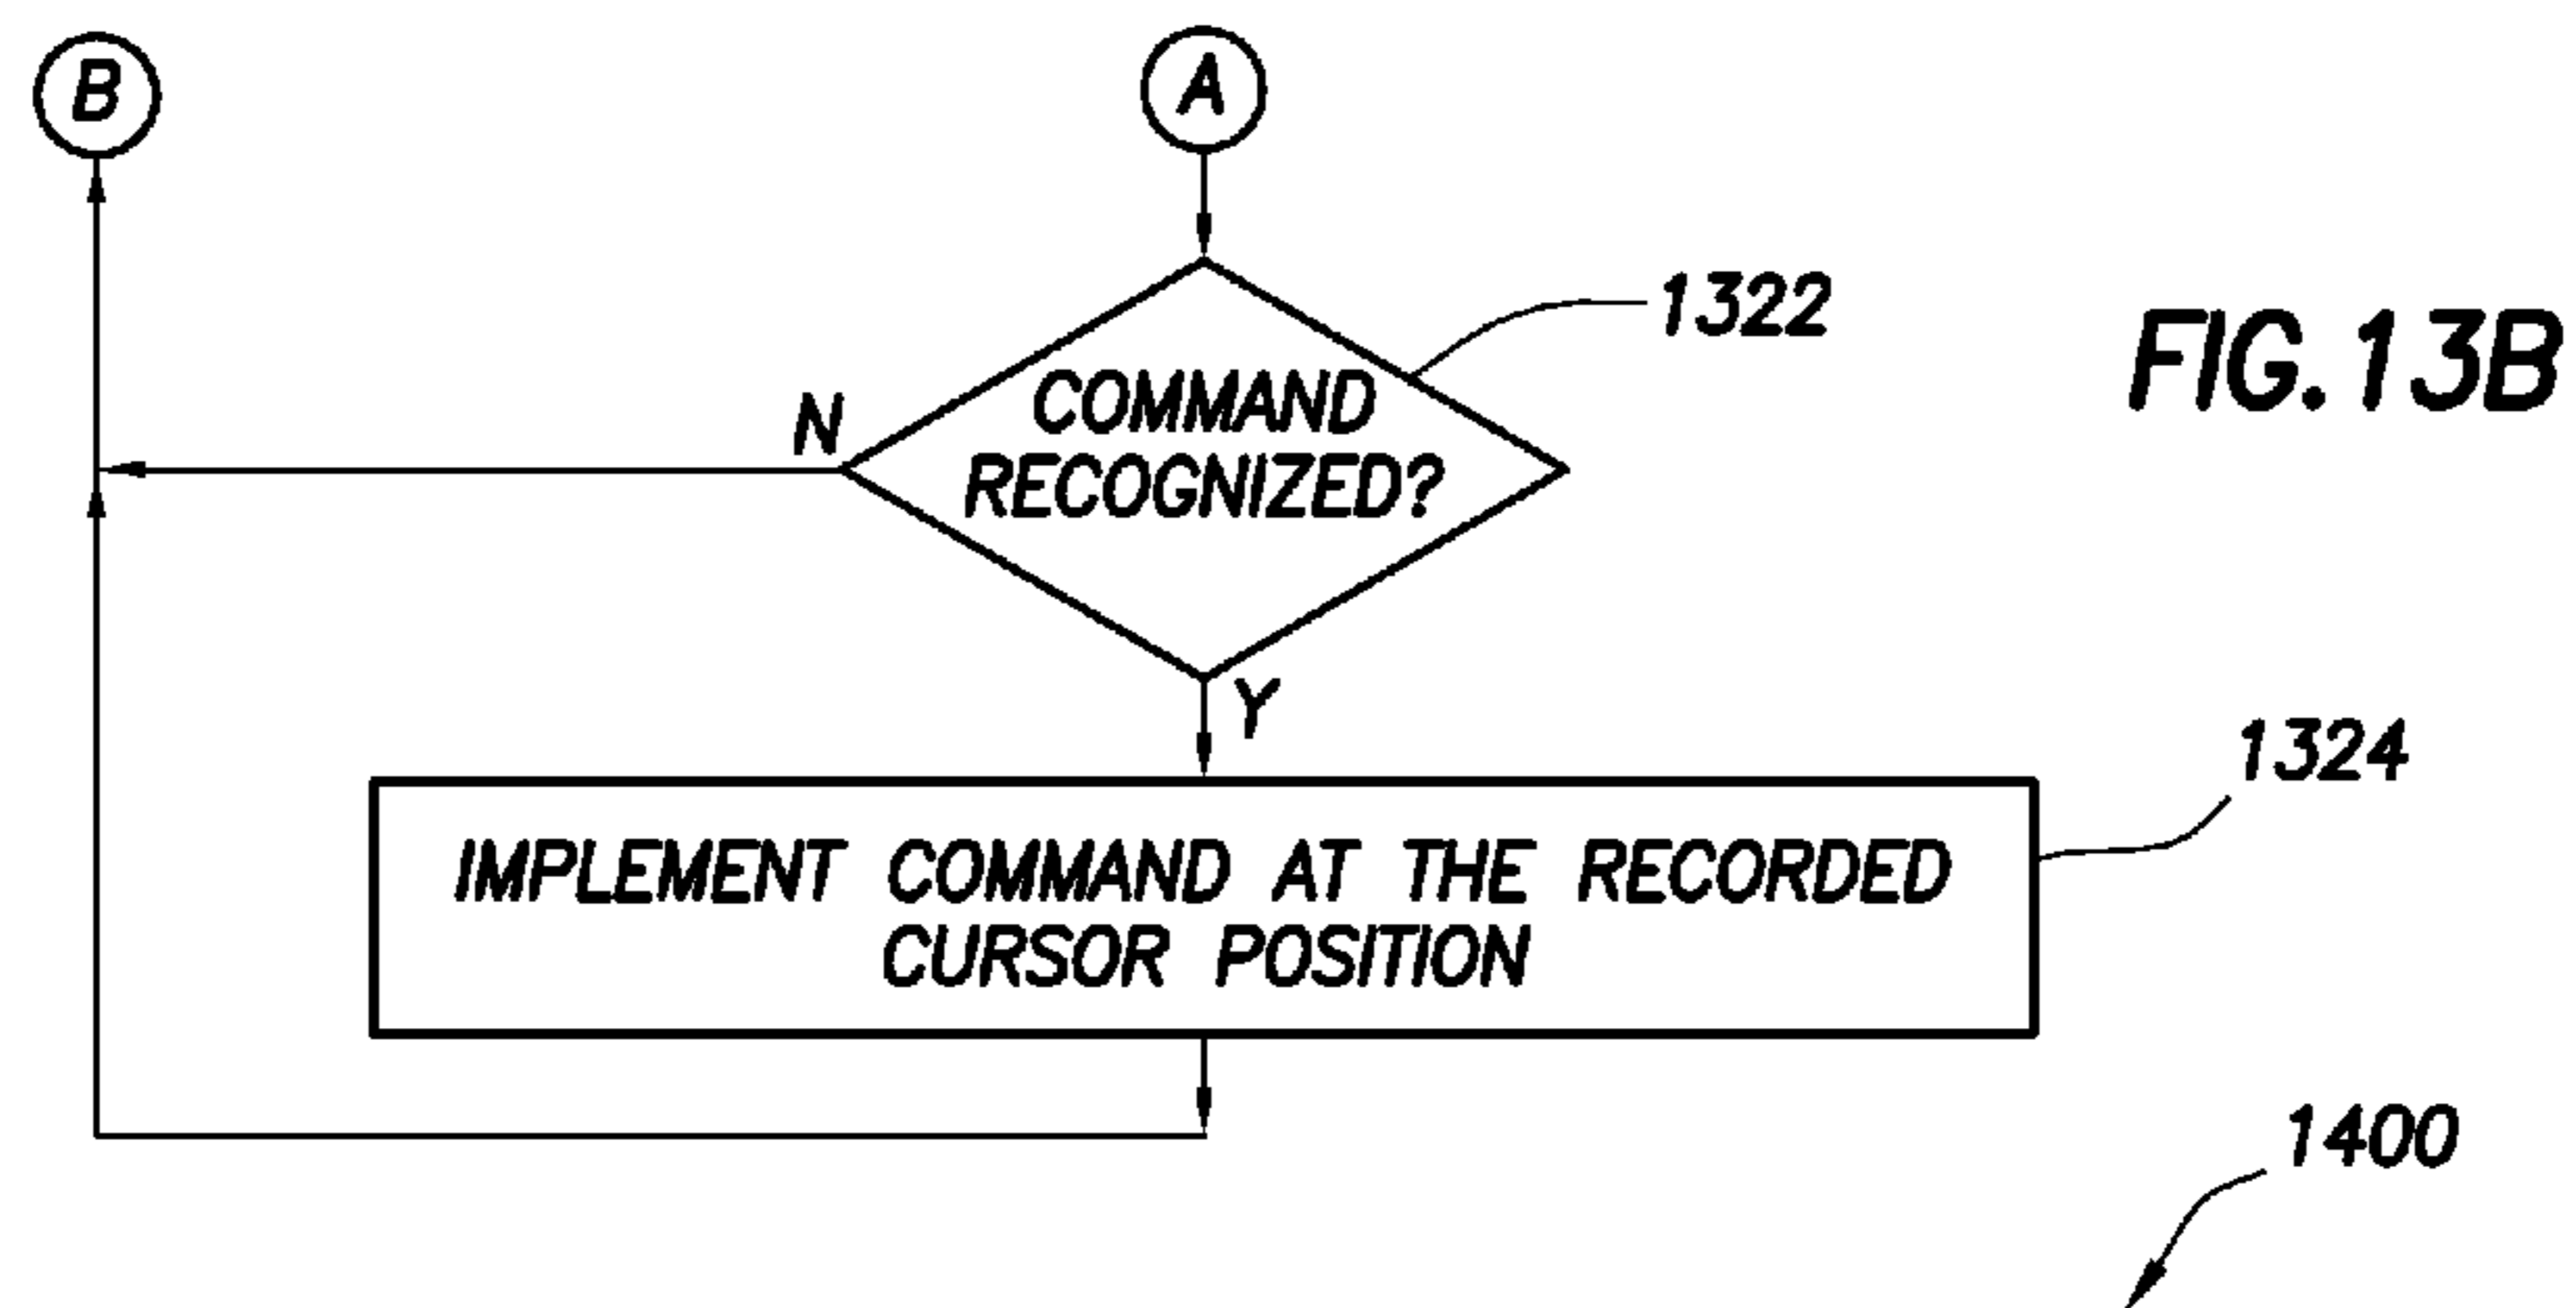 B
A
1322
FIG.13B
COMMAND
RECOGNIZED?
N
Y
1324
IMPLEMENT COMMAND AT THE RECORDED
CURSOR POSITION
1400